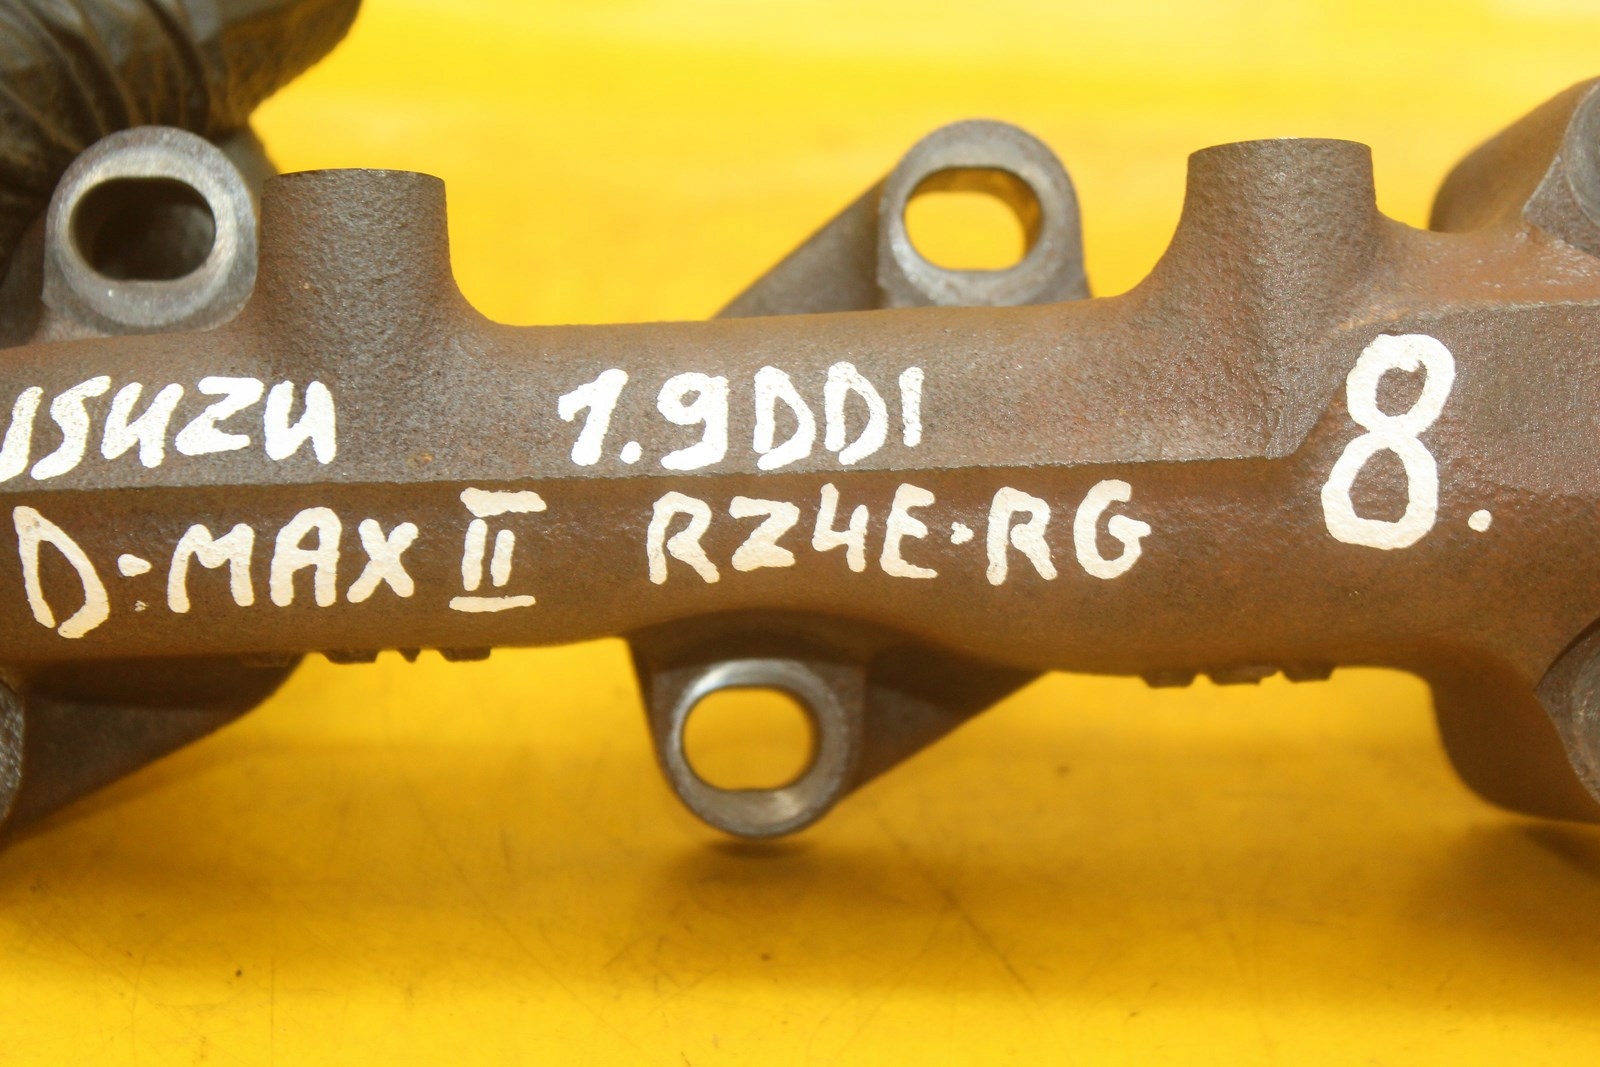 ISUZU 1.9DDI 8.
D-MAX II RZ4E-RG